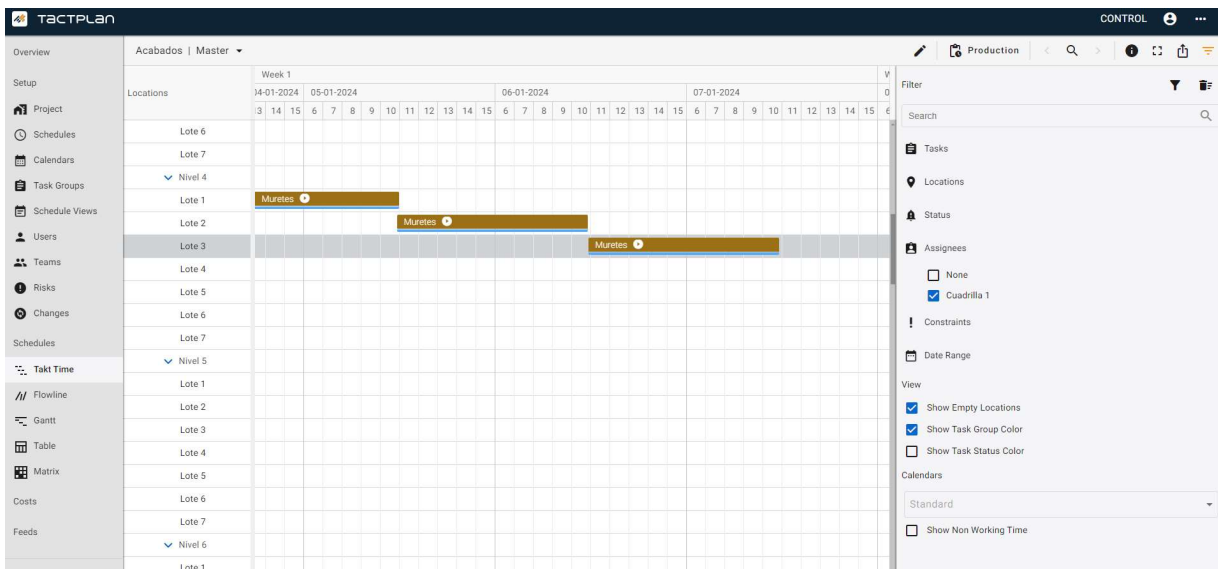 TACTPLAN
CONTROL
Overview
Setup
Project
Schedules
Calendars
Task Groups
Schedule Views
Users
Teams
Risks
Changes
Schedules
Takt Time
Flowline
Gantt
Table
Matrix
Costs
Feeds
Acabados | Master
Production
Locations
Week 1
04-01-2024 05-01-2024 06-01-2024 07-01-2024
13 14 15 6 7 8 9 10 11 12 13 14 15 6 7 8 9 10 11 12 13 14 15 6 7 8 9 10 11 12 13 14 15 6
Lote 6
Lote 7
Nivel 4
Lote 1 Muretes
Lote 2 Muretes
Lote 3 Muretes
Lote 4
Lote 5
Lote 6
Lote 7
Nivel 5
Lote 1
Lote 2
Lote 3
Lote 4
Lote 5
Lote 6
Lote 7
Nivel 6
Lote 1
Filter
Search
Tasks
Locations
Status
Assignees
None
Cuadrilla 1
Constraints
Date Range
View
Show Empty Locations
Show Task Group Color
Show Task Status Color
Calendars
Standard
Show Non Working Time